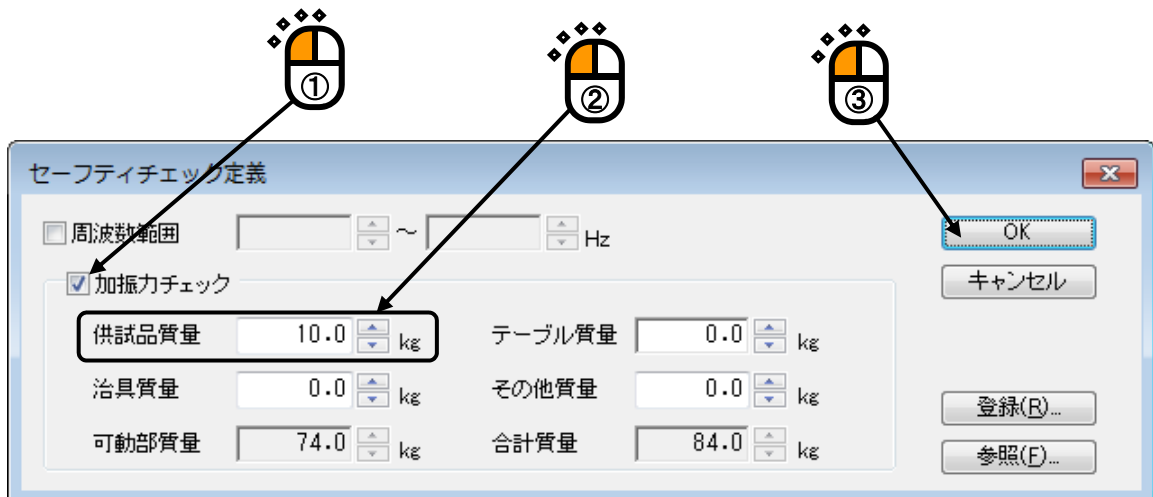 ① ② ③
セーフティチェック定義
周波数範囲 ～ Hz OK
加振力チェック キャンセル
供試品質量 10.0 kg テーブル質量 0.0 kg
治具質量 0.0 kg その他質量 0.0 kg 登録(R)...
可動部質量 74.0 kg 合計質量 84.0 kg 参照(F)...